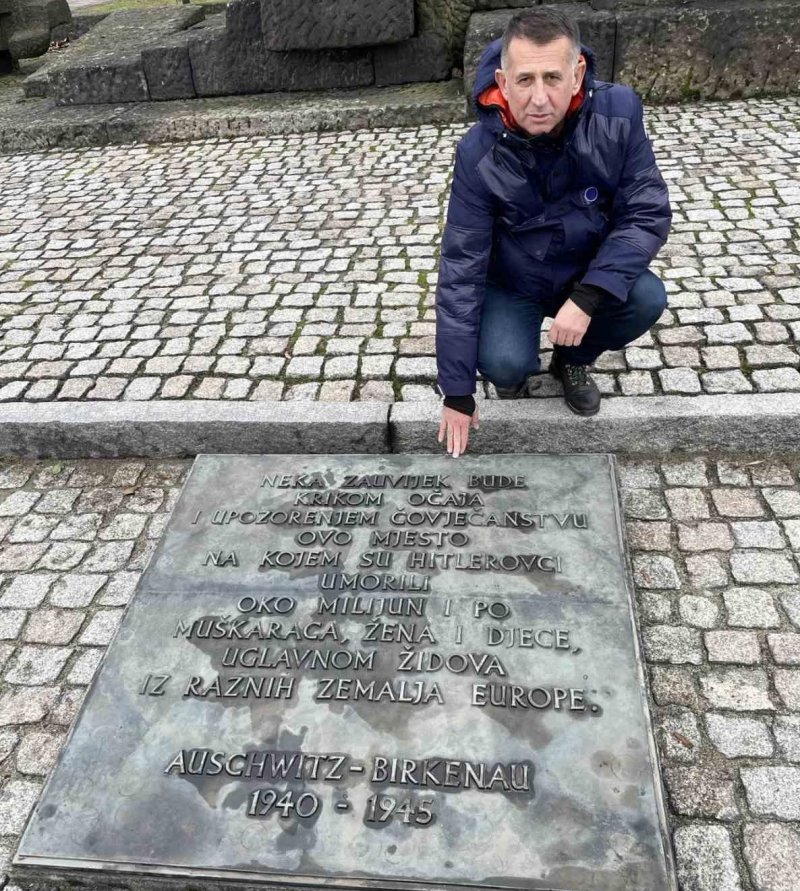 NEKA ZAUVIJEK BUDE
KRIKOM OČAJA
I UPOZORENJEM ČOVJEČANSTVU
OVO MJESTO
NA KOJEM SU HITLEROVCI
UMORILI
OKO MILIJUN I PO
MUŠKARACA, ŽENA I DJECE,
UGLAVNOM ŽIDOVA
IZ RAZNIH ZEMALJA EUROPE.
AUSCHWITZ - BIRKENAU
1940 - 1945